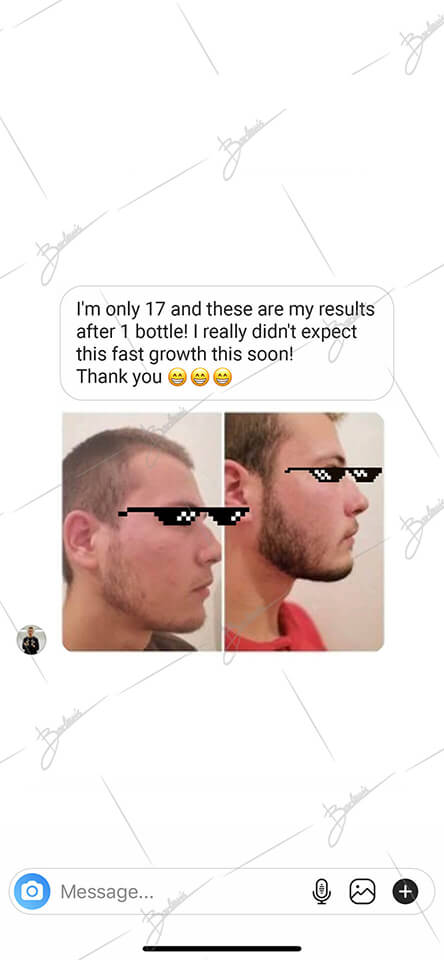 I'm only 17 and these are my results
after 1 bottle! I really didn't expect
this fast growth this soon!
Thank you 😁😁😁
Message...